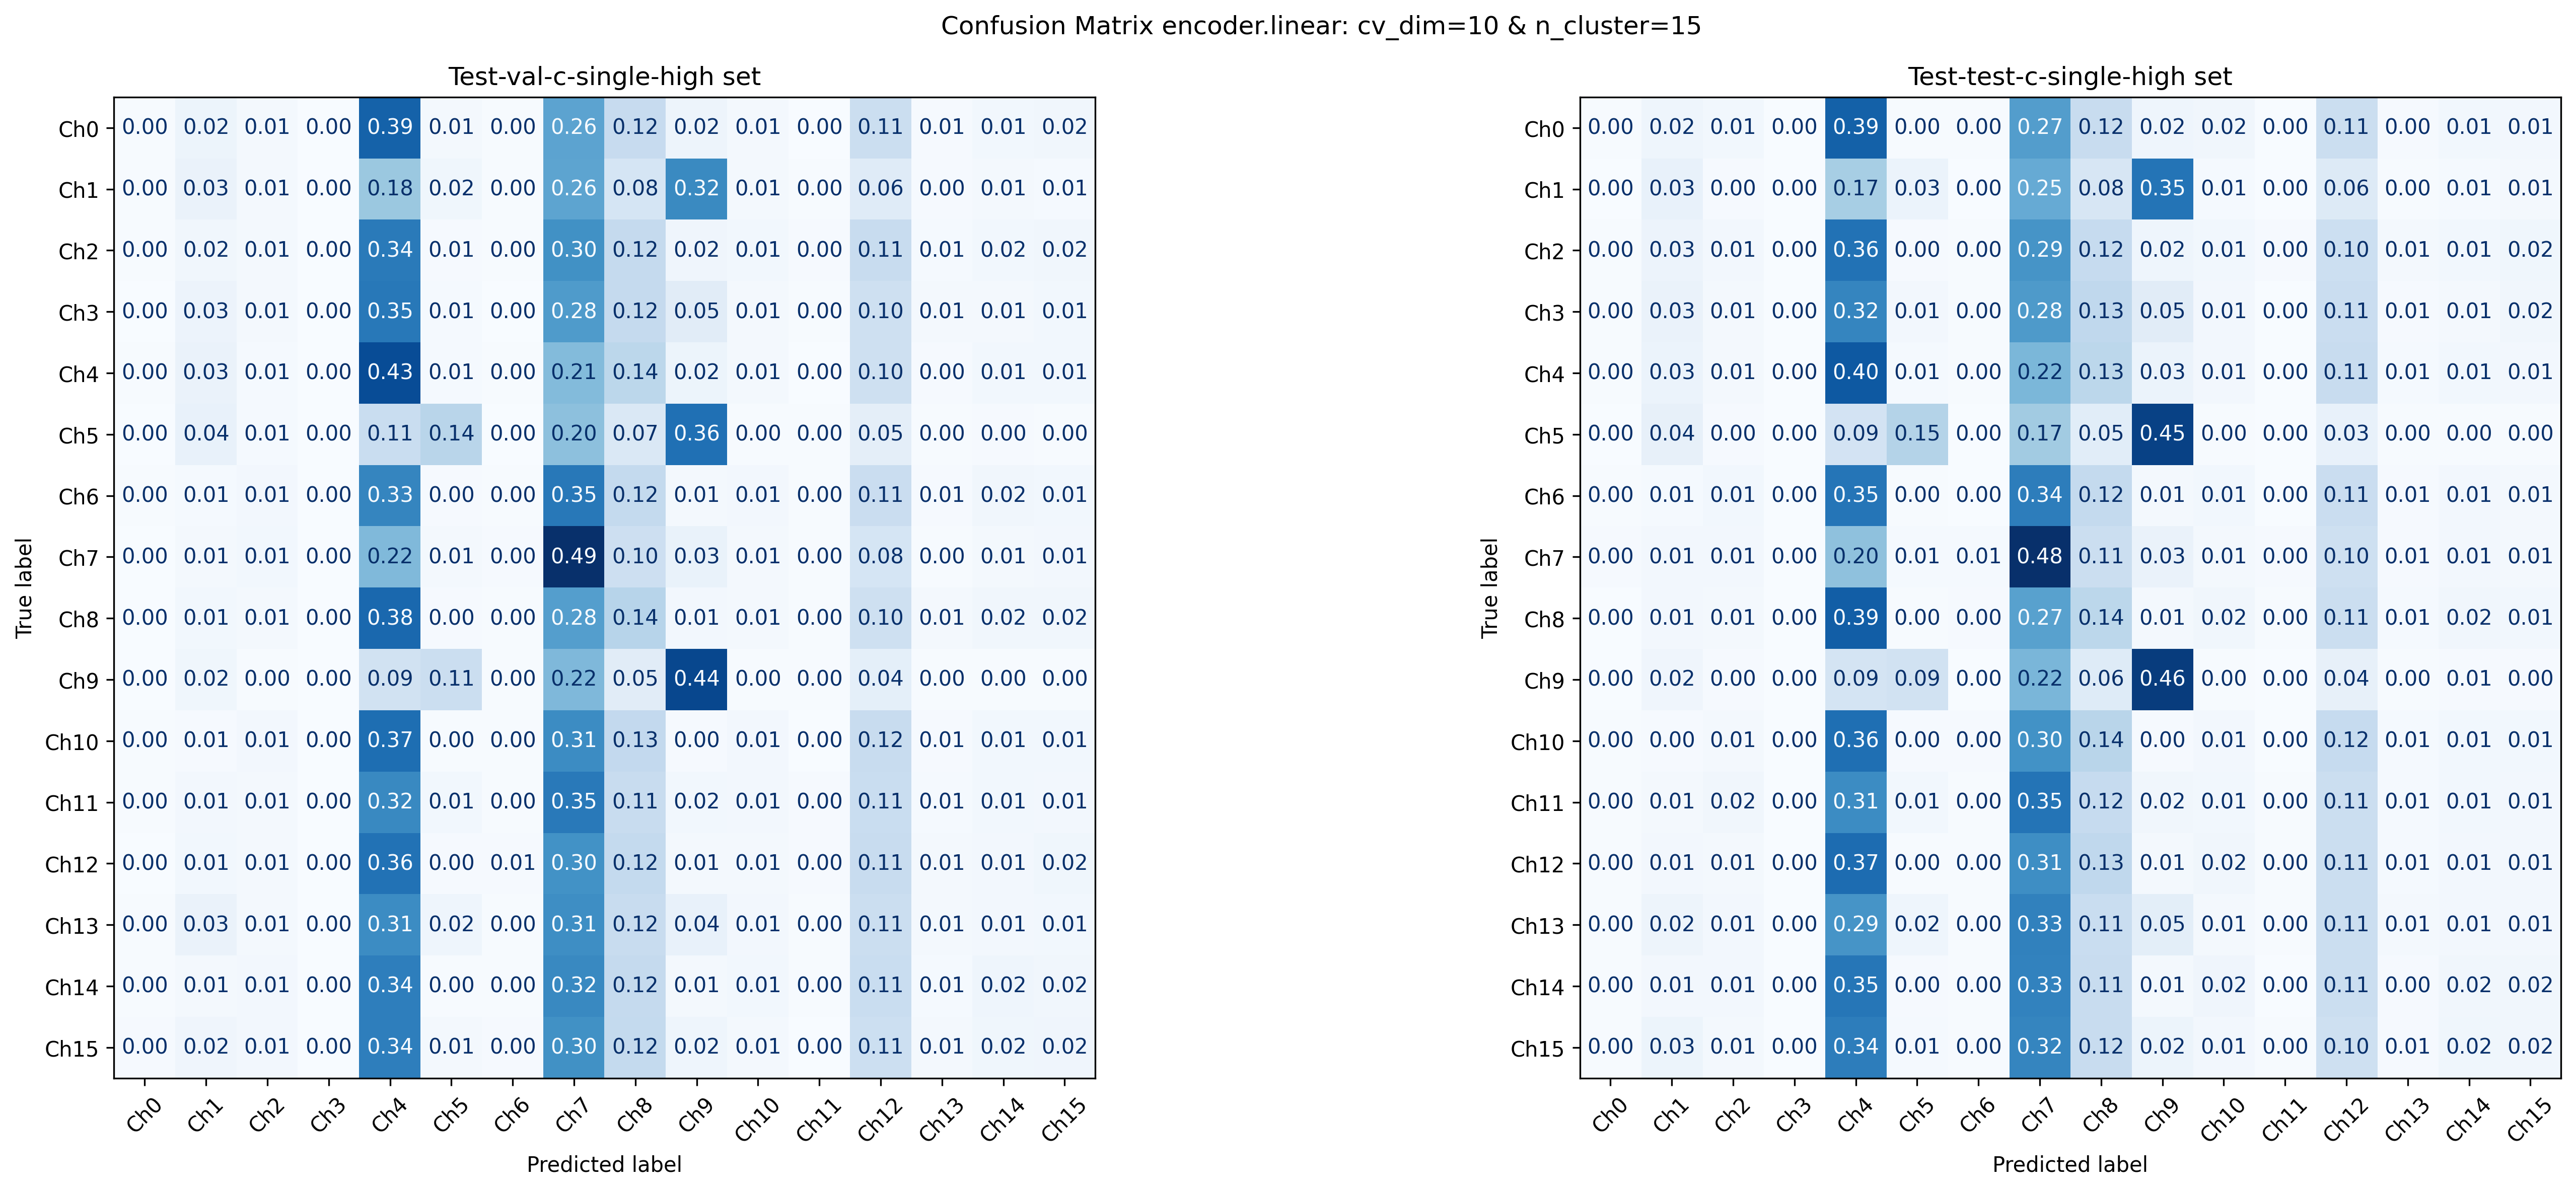 Confusion Matrix encoder.linear: cv_dim=10 & n_cluster=15
Test-val-c-single-high set
Ch0 0.00 0.02 0.01 0.00 0.39 0.01 0.00 0.26 0.12 0.02 0.01 0.00 0.11 0.01 0.01 0.02
Ch1 0.00 0.03 0.01 0.00 0.18 0.02 0.00 0.26 0.08 0.32 0.01 0.00 0.06 0.00 0.01 0.01
Ch2 0.00 0.02 0.01 0.00 0.34 0.01 0.00 0.30 0.12 0.02 0.01 0.00 0.11 0.01 0.02 0.02
Ch3 0.00 0.03 0.01 0.00 0.35 0.01 0.00 0.28 0.12 0.05 0.01 0.00 0.10 0.01 0.01 0.01
Ch4 0.00 0.03 0.01 0.00 0.43 0.01 0.00 0.21 0.14 0.02 0.01 0.00 0.10 0.00 0.01 0.01
Ch5 0.00 0.04 0.01 0.00 0.11 0.14 0.00 0.20 0.07 0.36 0.00 0.00 0.05 0.00 0.00 0.00
Ch6 0.00 0.01 0.01 0.00 0.33 0.00 0.00 0.35 0.12 0.01 0.01 0.00 0.11 0.01 0.02 0.01
Ch7 0.00 0.01 0.01 0.00 0.22 0.01 0.00 0.49 0.10 0.03 0.01 0.00 0.08 0.00 0.01 0.01
Ch8 0.00 0.01 0.01 0.00 0.38 0.00 0.00 0.28 0.14 0.01 0.01 0.00 0.10 0.01 0.02 0.02
Ch9 0.00 0.02 0.00 0.00 0.09 0.11 0.00 0.22 0.05 0.44 0.00 0.00 0.04 0.00 0.00 0.00
Ch10 0.00 0.01 0.01 0.00 0.37 0.00 0.00 0.31 0.13 0.00 0.01 0.00 0.12 0.01 0.01 0.01
Ch11 0.00 0.01 0.01 0.00 0.32 0.01 0.00 0.35 0.11 0.02 0.01 0.00 0.11 0.01 0.01 0.01
Ch12 0.00 0.01 0.01 0.00 0.36 0.00 0.01 0.30 0.12 0.01 0.01 0.00 0.11 0.01 0.01 0.02
Ch13 0.00 0.03 0.01 0.00 0.31 0.02 0.00 0.31 0.12 0.04 0.01 0.00 0.11 0.01 0.01 0.01
Ch14 0.00 0.01 0.01 0.00 0.34 0.00 0.00 0.32 0.12 0.01 0.01 0.00 0.11 0.01 0.02 0.02
Ch15 0.00 0.02 0.01 0.00 0.34 0.01 0.00 0.30 0.12 0.02 0.01 0.00 0.11 0.01 0.02 0.02
True label
Ch0 Ch1 Ch2 Ch3 Ch4 Ch5 Ch6 Ch7 Ch8 Ch9 Ch10 Ch11 Ch12 Ch13 Ch14 Ch15
Predicted label
Test-test-c-single-high set
Ch0 0.00 0.02 0.01 0.00 0.39 0.00 0.00 0.27 0.12 0.02 0.02 0.00 0.11 0.00 0.01 0.01
Ch1 0.00 0.03 0.00 0.00 0.17 0.03 0.00 0.25 0.08 0.35 0.01 0.00 0.06 0.00 0.01 0.01
Ch2 0.00 0.03 0.01 0.00 0.36 0.00 0.00 0.29 0.12 0.02 0.01 0.00 0.10 0.01 0.01 0.02
Ch3 0.00 0.03 0.01 0.00 0.32 0.01 0.00 0.28 0.13 0.05 0.01 0.00 0.11 0.01 0.01 0.02
Ch4 0.00 0.03 0.01 0.00 0.40 0.01 0.00 0.22 0.13 0.03 0.01 0.00 0.11 0.01 0.01 0.01
Ch5 0.00 0.04 0.00 0.00 0.09 0.15 0.00 0.17 0.05 0.45 0.00 0.00 0.03 0.00 0.00 0.00
Ch6 0.00 0.01 0.01 0.00 0.35 0.00 0.00 0.34 0.12 0.01 0.01 0.00 0.11 0.01 0.01 0.01
Ch7 0.00 0.01 0.01 0.00 0.20 0.01 0.01 0.48 0.11 0.03 0.01 0.00 0.10 0.01 0.01 0.01
Ch8 0.00 0.01 0.01 0.00 0.39 0.00 0.00 0.27 0.14 0.01 0.02 0.00 0.11 0.01 0.02 0.01
Ch9 0.00 0.02 0.00 0.00 0.09 0.09 0.00 0.22 0.06 0.46 0.00 0.00 0.04 0.00 0.01 0.00
Ch10 0.00 0.00 0.01 0.00 0.36 0.00 0.00 0.30 0.14 0.00 0.01 0.00 0.12 0.01 0.01 0.01
Ch11 0.00 0.01 0.02 0.00 0.31 0.01 0.00 0.35 0.12 0.02 0.01 0.00 0.11 0.01 0.01 0.01
Ch12 0.00 0.01 0.01 0.00 0.37 0.00 0.00 0.31 0.13 0.01 0.02 0.00 0.11 0.01 0.01 0.01
Ch13 0.00 0.02 0.01 0.00 0.29 0.02 0.00 0.33 0.11 0.05 0.01 0.00 0.11 0.01 0.01 0.01
Ch14 0.00 0.01 0.01 0.00 0.35 0.00 0.00 0.33 0.11 0.01 0.02 0.00 0.11 0.00 0.02 0.02
Ch15 0.00 0.03 0.01 0.00 0.34 0.01 0.00 0.32 0.12 0.02 0.01 0.00 0.10 0.01 0.02 0.02
True label
Ch0 Ch1 Ch2 Ch3 Ch4 Ch5 Ch6 Ch7 Ch8 Ch9 Ch10 Ch11 Ch12 Ch13 Ch14 Ch15
Predicted label